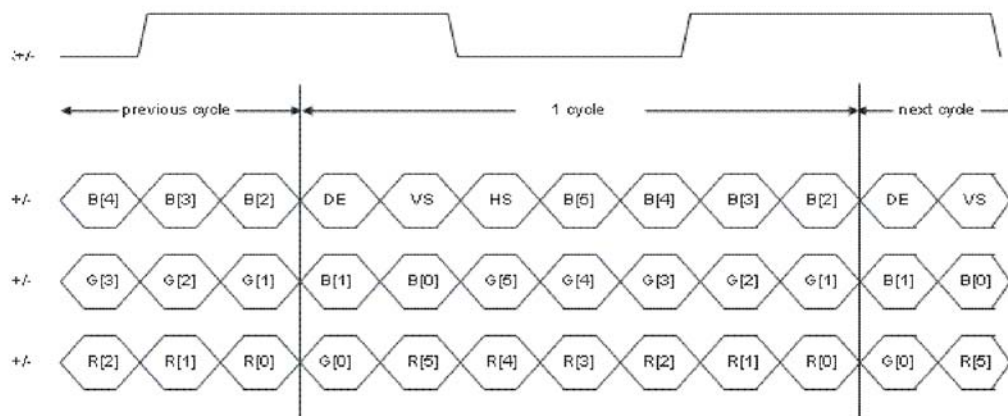 +/-
previous cycle 1 cycle next cycle
+/- B[4] B[3] B[2] DE VS HS B[5] B[4] B[3] B[2] DE VS
+/- G[3] G[2] G[1] B[1] B[0] G[5] G[4] G[3] G[2] G[1] B[1] B[0]
+/- R[2] R[1] R[0] G[0] R[5] R[4] R[3] R[2] R[1] R[0] G[0] R[5]